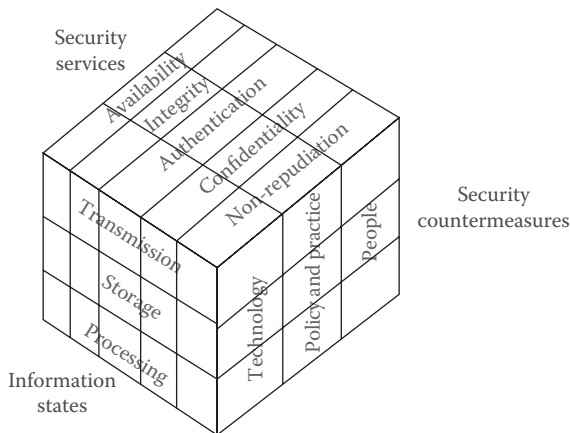 Security
services
Availability
Integrity
Authentication
Confidentiality
Non-repudiation
Transmission
Storage
Processing
Technology
Policy and practice
People
Security
countermeasures
Information
states